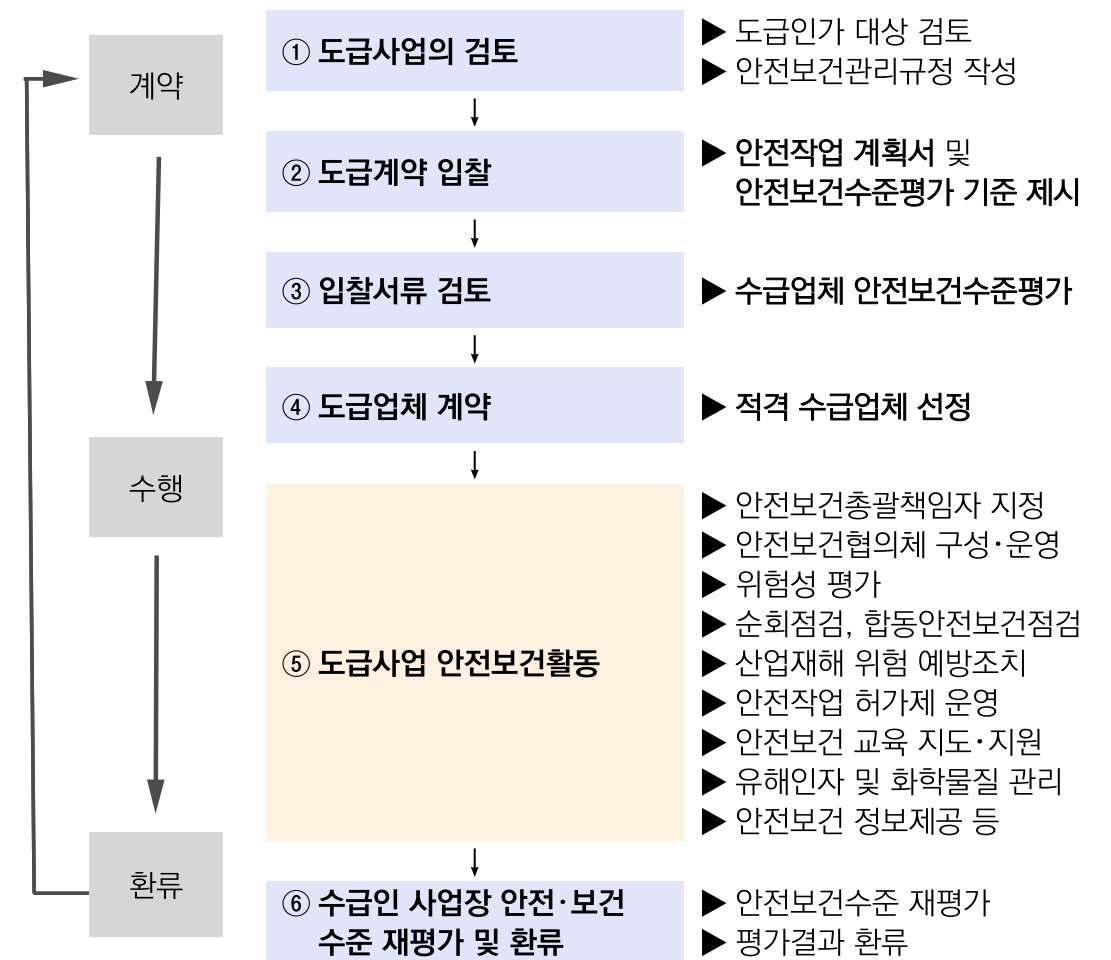 계약
① 도급사업의 검토
▶ 도급인가 대상 검토
▶ 안전보건관리규정 작성
② 도급계약 입찰
▶ 안전작업 계획서 및
안전보건수준평가 기준 제시
③ 입찰서류 검토
▶ 수급업체 안전보건수준평가
④ 도급업체 계약
▶ 적격 수급업체 선정
수행
⑤ 도급사업 안전보건활동
▶ 안전보건총괄책임자 지정
▶ 안전보건협의체 구성·운영
▶ 위험성 평가
▶ 순회점검, 합동안전보건점검
▶ 산업재해 위험 예방조치
▶ 안전작업 허가제 운영
▶ 안전보건 교육 지도·지원
▶ 유해인자 및 화학물질 관리
▶ 안전보건 정보제공 등
환류
⑥ 수급인 사업장 안전·보건
수준 재평가 및 환류
▶ 안전보건수준 재평가
▶ 평가결과 환류